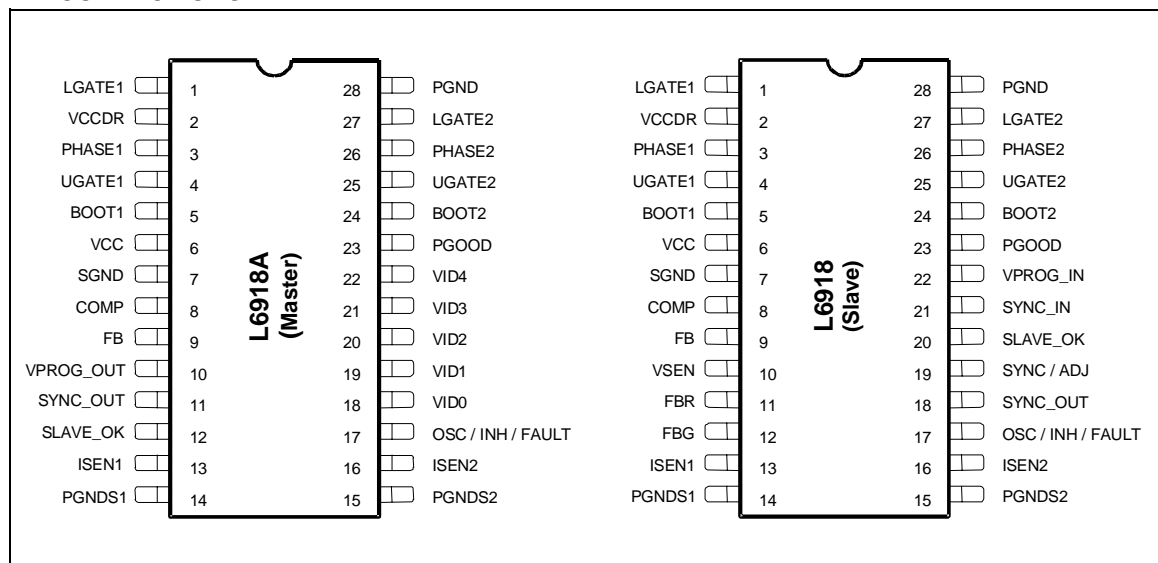 LGATE1 1 28 PGND
VCCDR 2 27 LGATE2
PHASE1 3 26 PHASE2
UGATE1 4 25 UGATE2
BOOT1 5 24 BOOT2
VCC 6 23 PGOOD
SGND 7 22 VID4
COMP 8 21 VID3
FB 9 20 VID2
VPROG_OUT 10 19 VID1
SYNC_OUT 11 18 VID0
SLAVE_OK 12 17 OSC / INH / FAULT
ISEN1 13 16 ISEN2
PGNDS1 14 15 PGNDS2
L6918A
(Master)
LGATE1 1 28 PGND
VCCDR 2 27 LGATE2
PHASE1 3 26 PHASE2
UGATE1 4 25 UGATE2
BOOT1 5 24 BOOT2
VCC 6 23 PGOOD
SGND 7 22 VPROG_IN
COMP 8 21 SYNC_IN
FB 9 20 SLAVE_OK
VSEN 10 19 SYNC / ADJ
FBR 11 18 SYNC_OUT
FBG 12 17 OSC / INH / FAULT
ISEN1 13 16 ISEN2
PGNDS1 14 15 PGNDS2
L6918
(Slave)